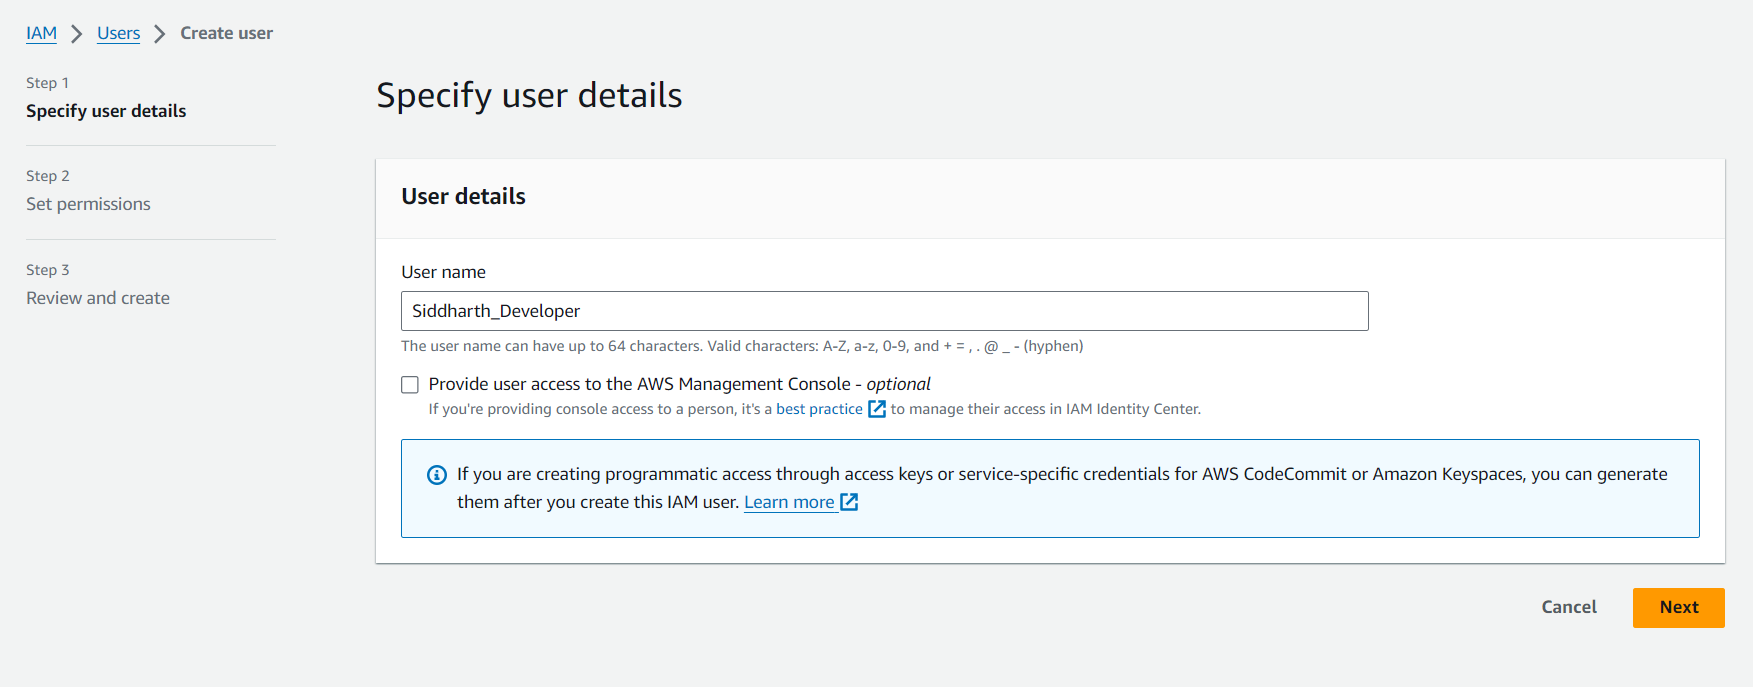 IAM > Users > Create user
Step 1
Specify user details
Step 2
Set permissions
Step 3
Review and create
Specify user details
User details
User name
Siddharth_Developer
The user name can have up to 64 characters. Valid characters: A-Z, a-z, 0-9, and + = , . @ _ - (hyphen)
Provide user access to the AWS Management Console - optional
If you're providing console access to a person, it's a best practice to manage their access in IAM Identity Center.
If you are creating programmatic access through access keys or service-specific credentials for AWS CodeCommit or Amazon Keyspaces, you can generate
them after you create this IAM user. Learn more
Cancel
Next